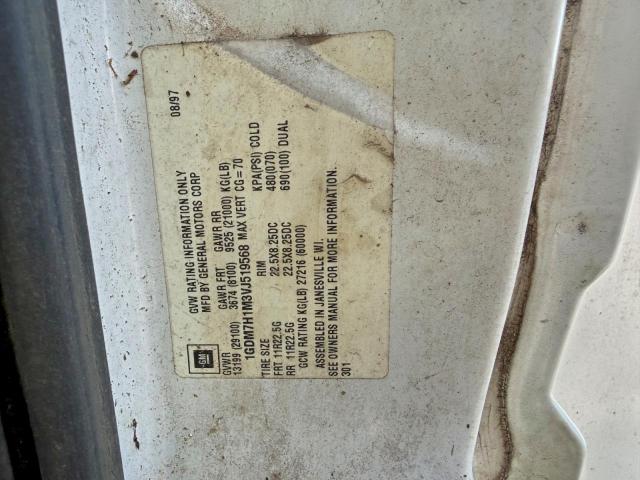 08/97
GVW RATING INFORMATION ONLY
MFD BY GENERAL MOTORS CORP
GM
GVWR GAWR FRT GAWR RR
13199 (29100) 3674 (8100) 9525 (21000) KG(LB)
1GDM7H1M3VJ519568 MAX VERT CG=70
TIRE SIZE RIM KPA(PSI) COLD
FRT 11R22.5G 22.5X8.25DC 480(070)
RR 11R22.5G 22.5X8.25DC 690(100) DUAL
GCW RATING KG(LB) 27216 (60000)
ASSEMBLED IN JANESVILLE WI.
SEE OWNERS MANUAL FOR MORE INFORMATION.
301